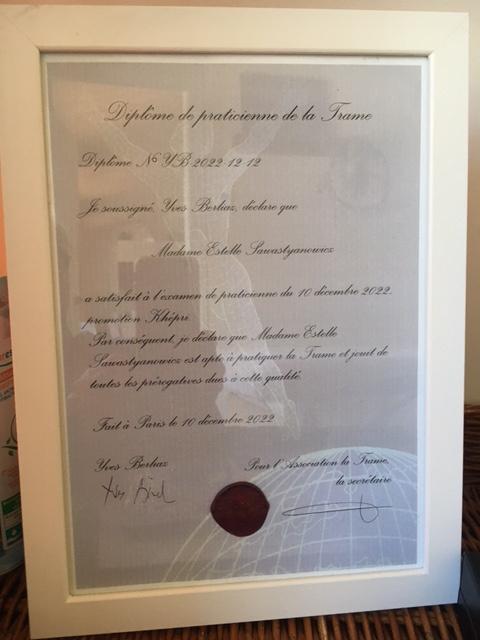 Diplôme de praticienne de la Trame
Diplôme N° YB 2022-12-12
Je soussigné, Yves Berliaz, déclare que
Madame Estelle Sawastyanowicz
a satisfait à l'examen de praticienne du 10 décembre 2022.
promotion Khépri.
Par conséquent, je déclare que Madame Estelle
Sawastyanowicz est apte à pratiquer la Trame et jouit de
toutes les prérogatives dues à cette qualité.
Fait à Paris le 10 décembre 2022
Yves Berliaz
Pour l'Association la Trame,
la secrétaire